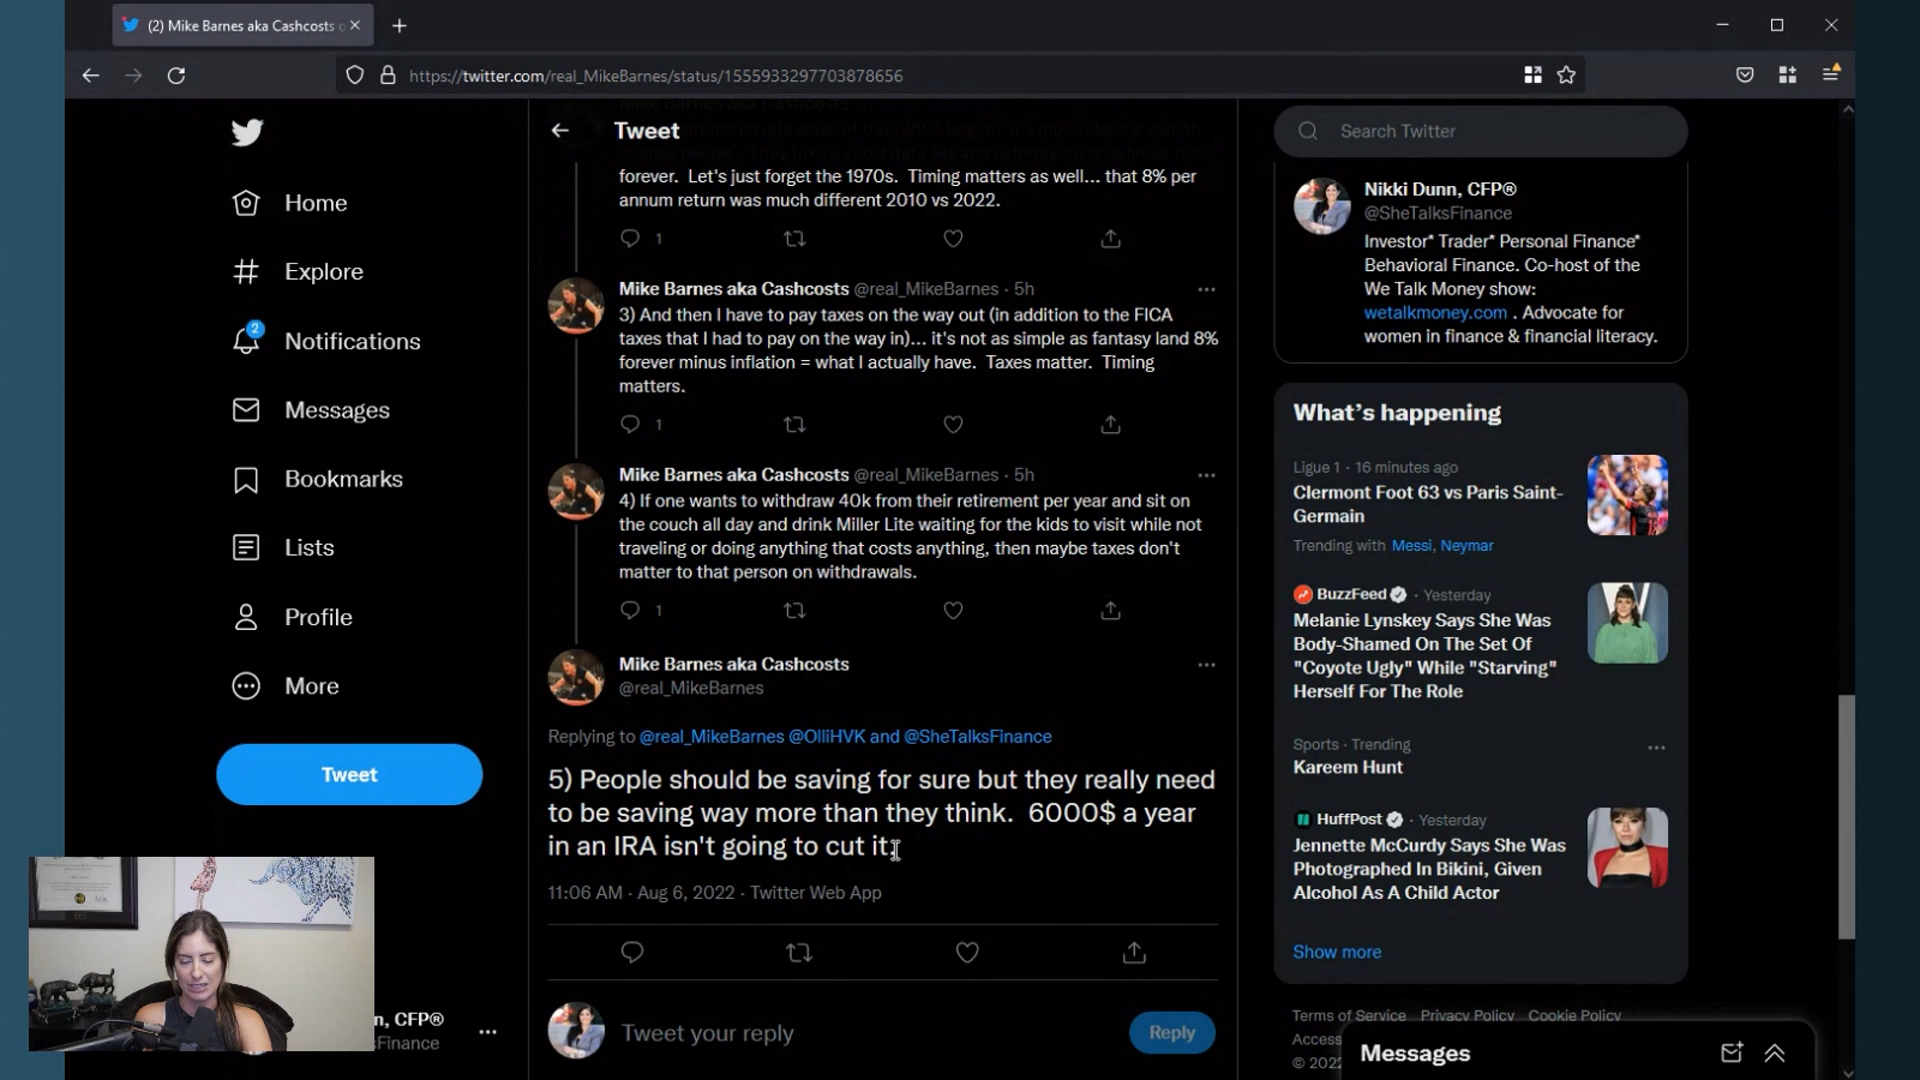 (2) Mike Barnes aka Cashcosts o
https://twitter.com/real_MikeBarnes/status/1555933297703878656
Home
Explore
2
Notifications
Messages
Bookmarks
Lists
Profile
More
Tweet
n, CFP®
Finance
Tweet
Mike Barnes aka Cashcosts
forever. Let's just forget the 1970s. Timing matters as well... that 8% per
annum return was much different 2010 vs 2022.
1
Mike Barnes aka Cashcosts @real_MikeBarnes · 5h
3) And then I have to pay taxes on the way out (in addition to the FICA
taxes that I had to pay on the way in)... it's not as simple as fantasy land 8%
forever minus inflation = what I actually have. Taxes matter. Timing
matters.
1
Mike Barnes aka Cashcosts @real_MikeBarnes · 5h
4) If one wants to withdraw 40k from their retirement per year and sit on
the couch all day and drink Miller Lite waiting for the kids to visit while not
traveling or doing anything that costs anything, then maybe taxes don't
matter to that person on withdrawals.
1
Mike Barnes aka Cashcosts
@real_MikeBarnes
Replying to @real_MikeBarnes @OlliHVK and @SheTalksFinance
5) People should be saving for sure but they really need
to be saving way more than they think. 6000$ a year
in an IRA isn't going to cut it.
11:06 AM · Aug 6, 2022 · Twitter Web App
Tweet your reply
Reply
Search Twitter
Nikki Dunn, CFP®
@SheTalksFinance
Investor* Trader* Personal Finance*
Behavioral Finance. Co-host of the
We Talk Money show:
wetalkmoney.com . Advocate for
women in finance & financial literacy.
What's happening
Ligue 1 · 16 minutes ago
Clermont Foot 63 vs Paris Saint-
Germain
Trending with Messi, Neymar
BuzzFeed · Yesterday
Melanie Lynskey Says She Was
Body-Shamed On The Set Of
"Coyote Ugly" While "Starving"
Herself For The Role
Sports · Trending
Kareem Hunt
HuffPost · Yesterday
Jennette McCurdy Says She Was
Photographed In Bikini, Given
Alcohol As A Child Actor
Show more
Terms of Service Privacy Policy Cookie Policy
Access
© 2022
Messages